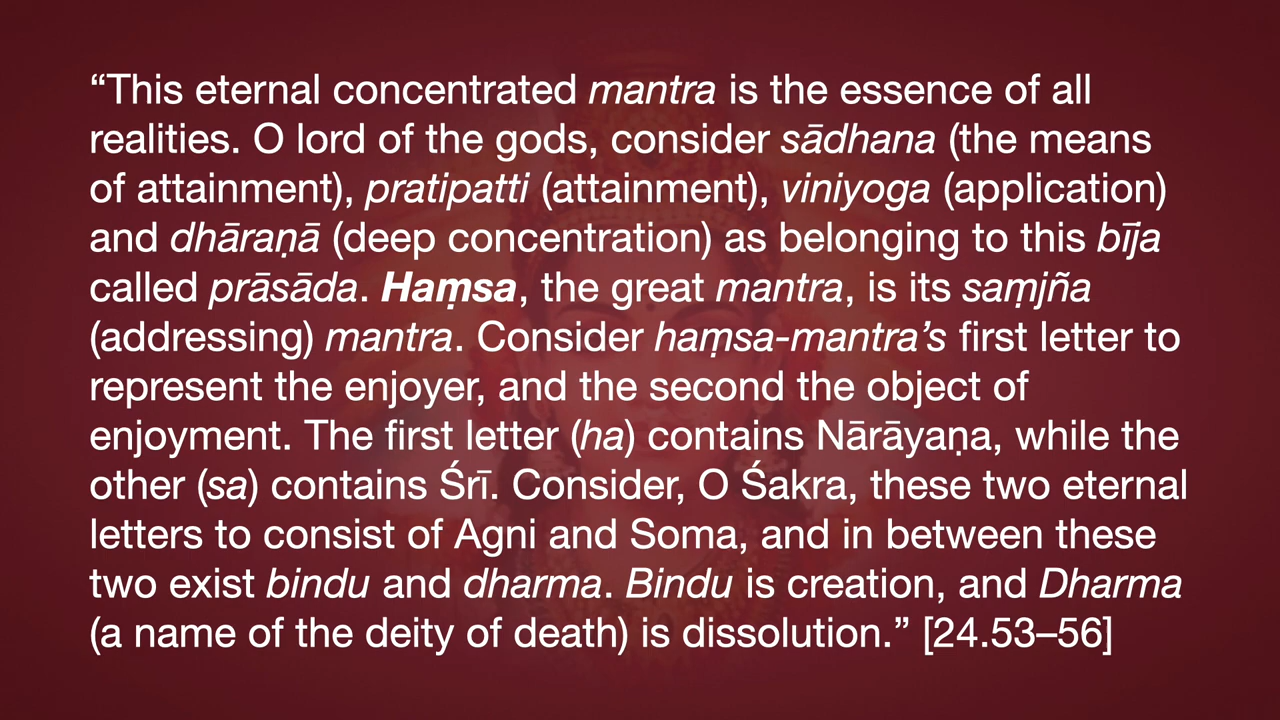 “This eternal concentrated mantra is the essence of all
realities. O lord of the gods, consider sādhana (the means
of attainment), pratipatti (attainment), viniyoga (application)
and dhāraṇā (deep concentration) as belonging to this bīja
called prāsāda. Haṃsa, the great mantra, is its saṃjña
(addressing) mantra. Consider haṃsa-mantra’s first letter to
represent the enjoyer, and the second the object of
enjoyment. The first letter (ha) contains Nārāyaṇa, while the
other (sa) contains Śrī. Consider, O Śakra, these two eternal
letters to consist of Agni and Soma, and in between these
two exist bindu and dharma. Bindu is creation, and Dharma
(a name of the deity of death) is dissolution.” [24.53–56]